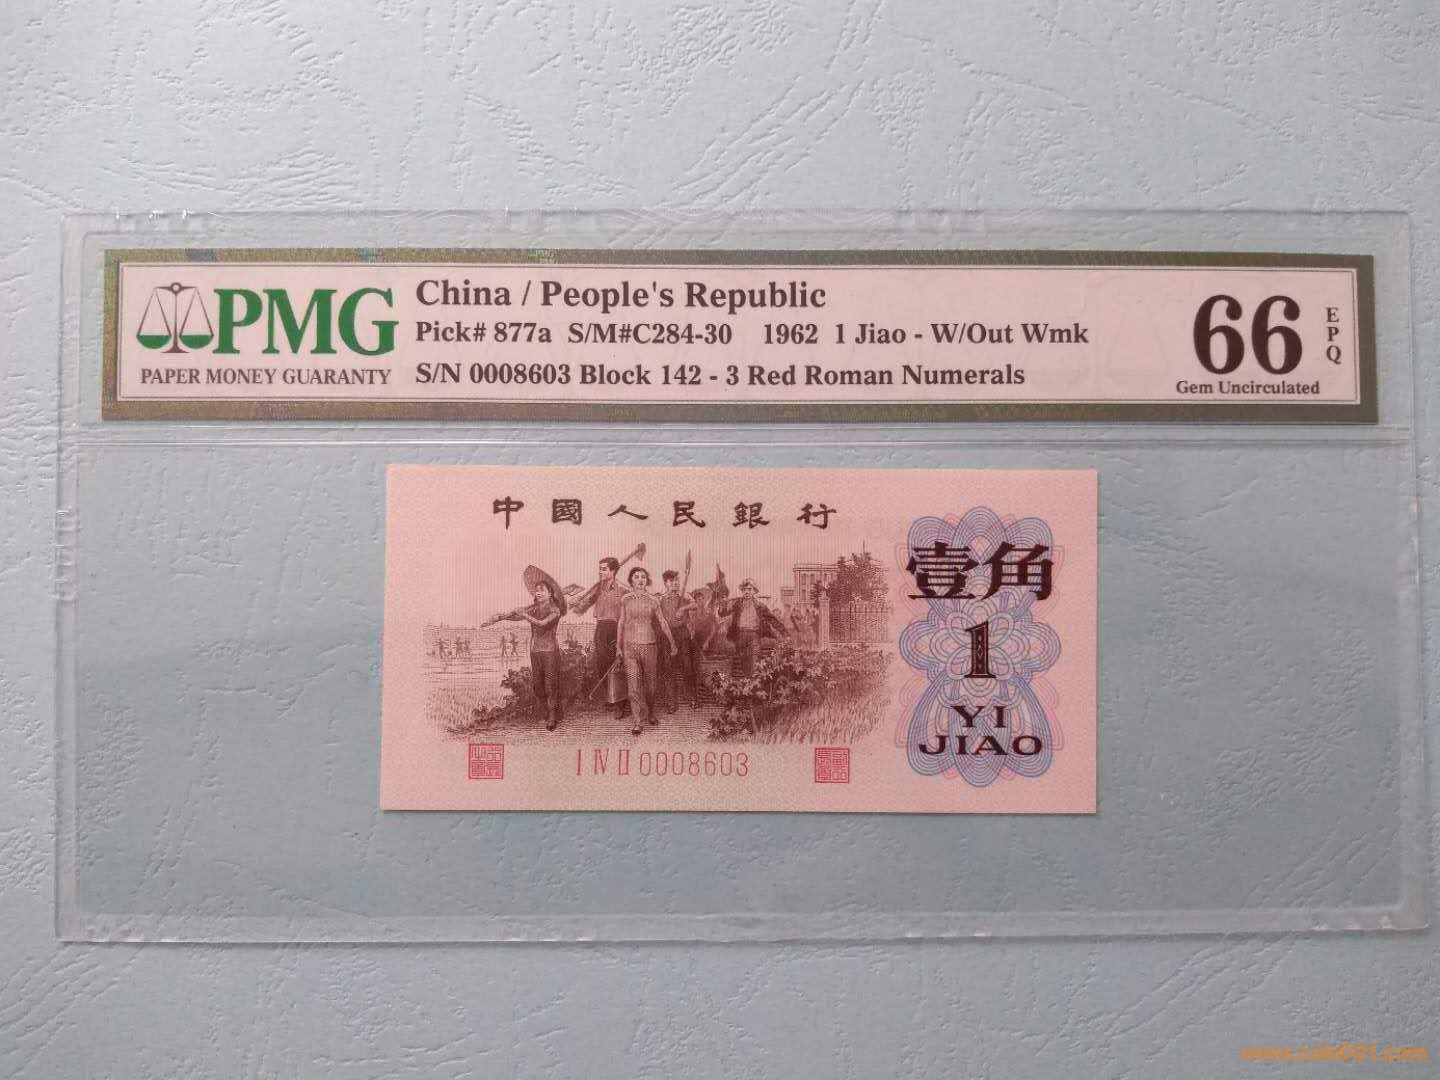 PMG
PAPER MONEY GUARANTY
China / People's Republic
Pick# 877a S/M#C284-30 1962 1 Jiao - W/Out Wmk
S/N 0008603 Block 142 - 3 Red Roman Numerals
66
EPQ
Gem Uncirculated
中國人民銀行
壹角
1
YI
JIAO
I IV II 0008603
www.coin001.com